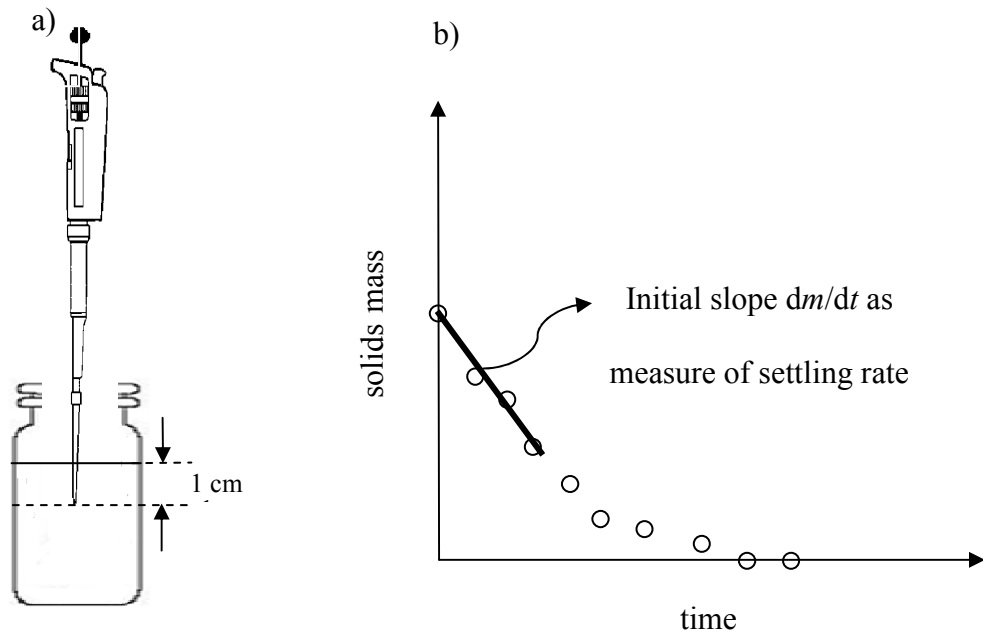 a)
1 cm
b)
solids mass
Initial slope dm/dt as
measure of settling rate
time